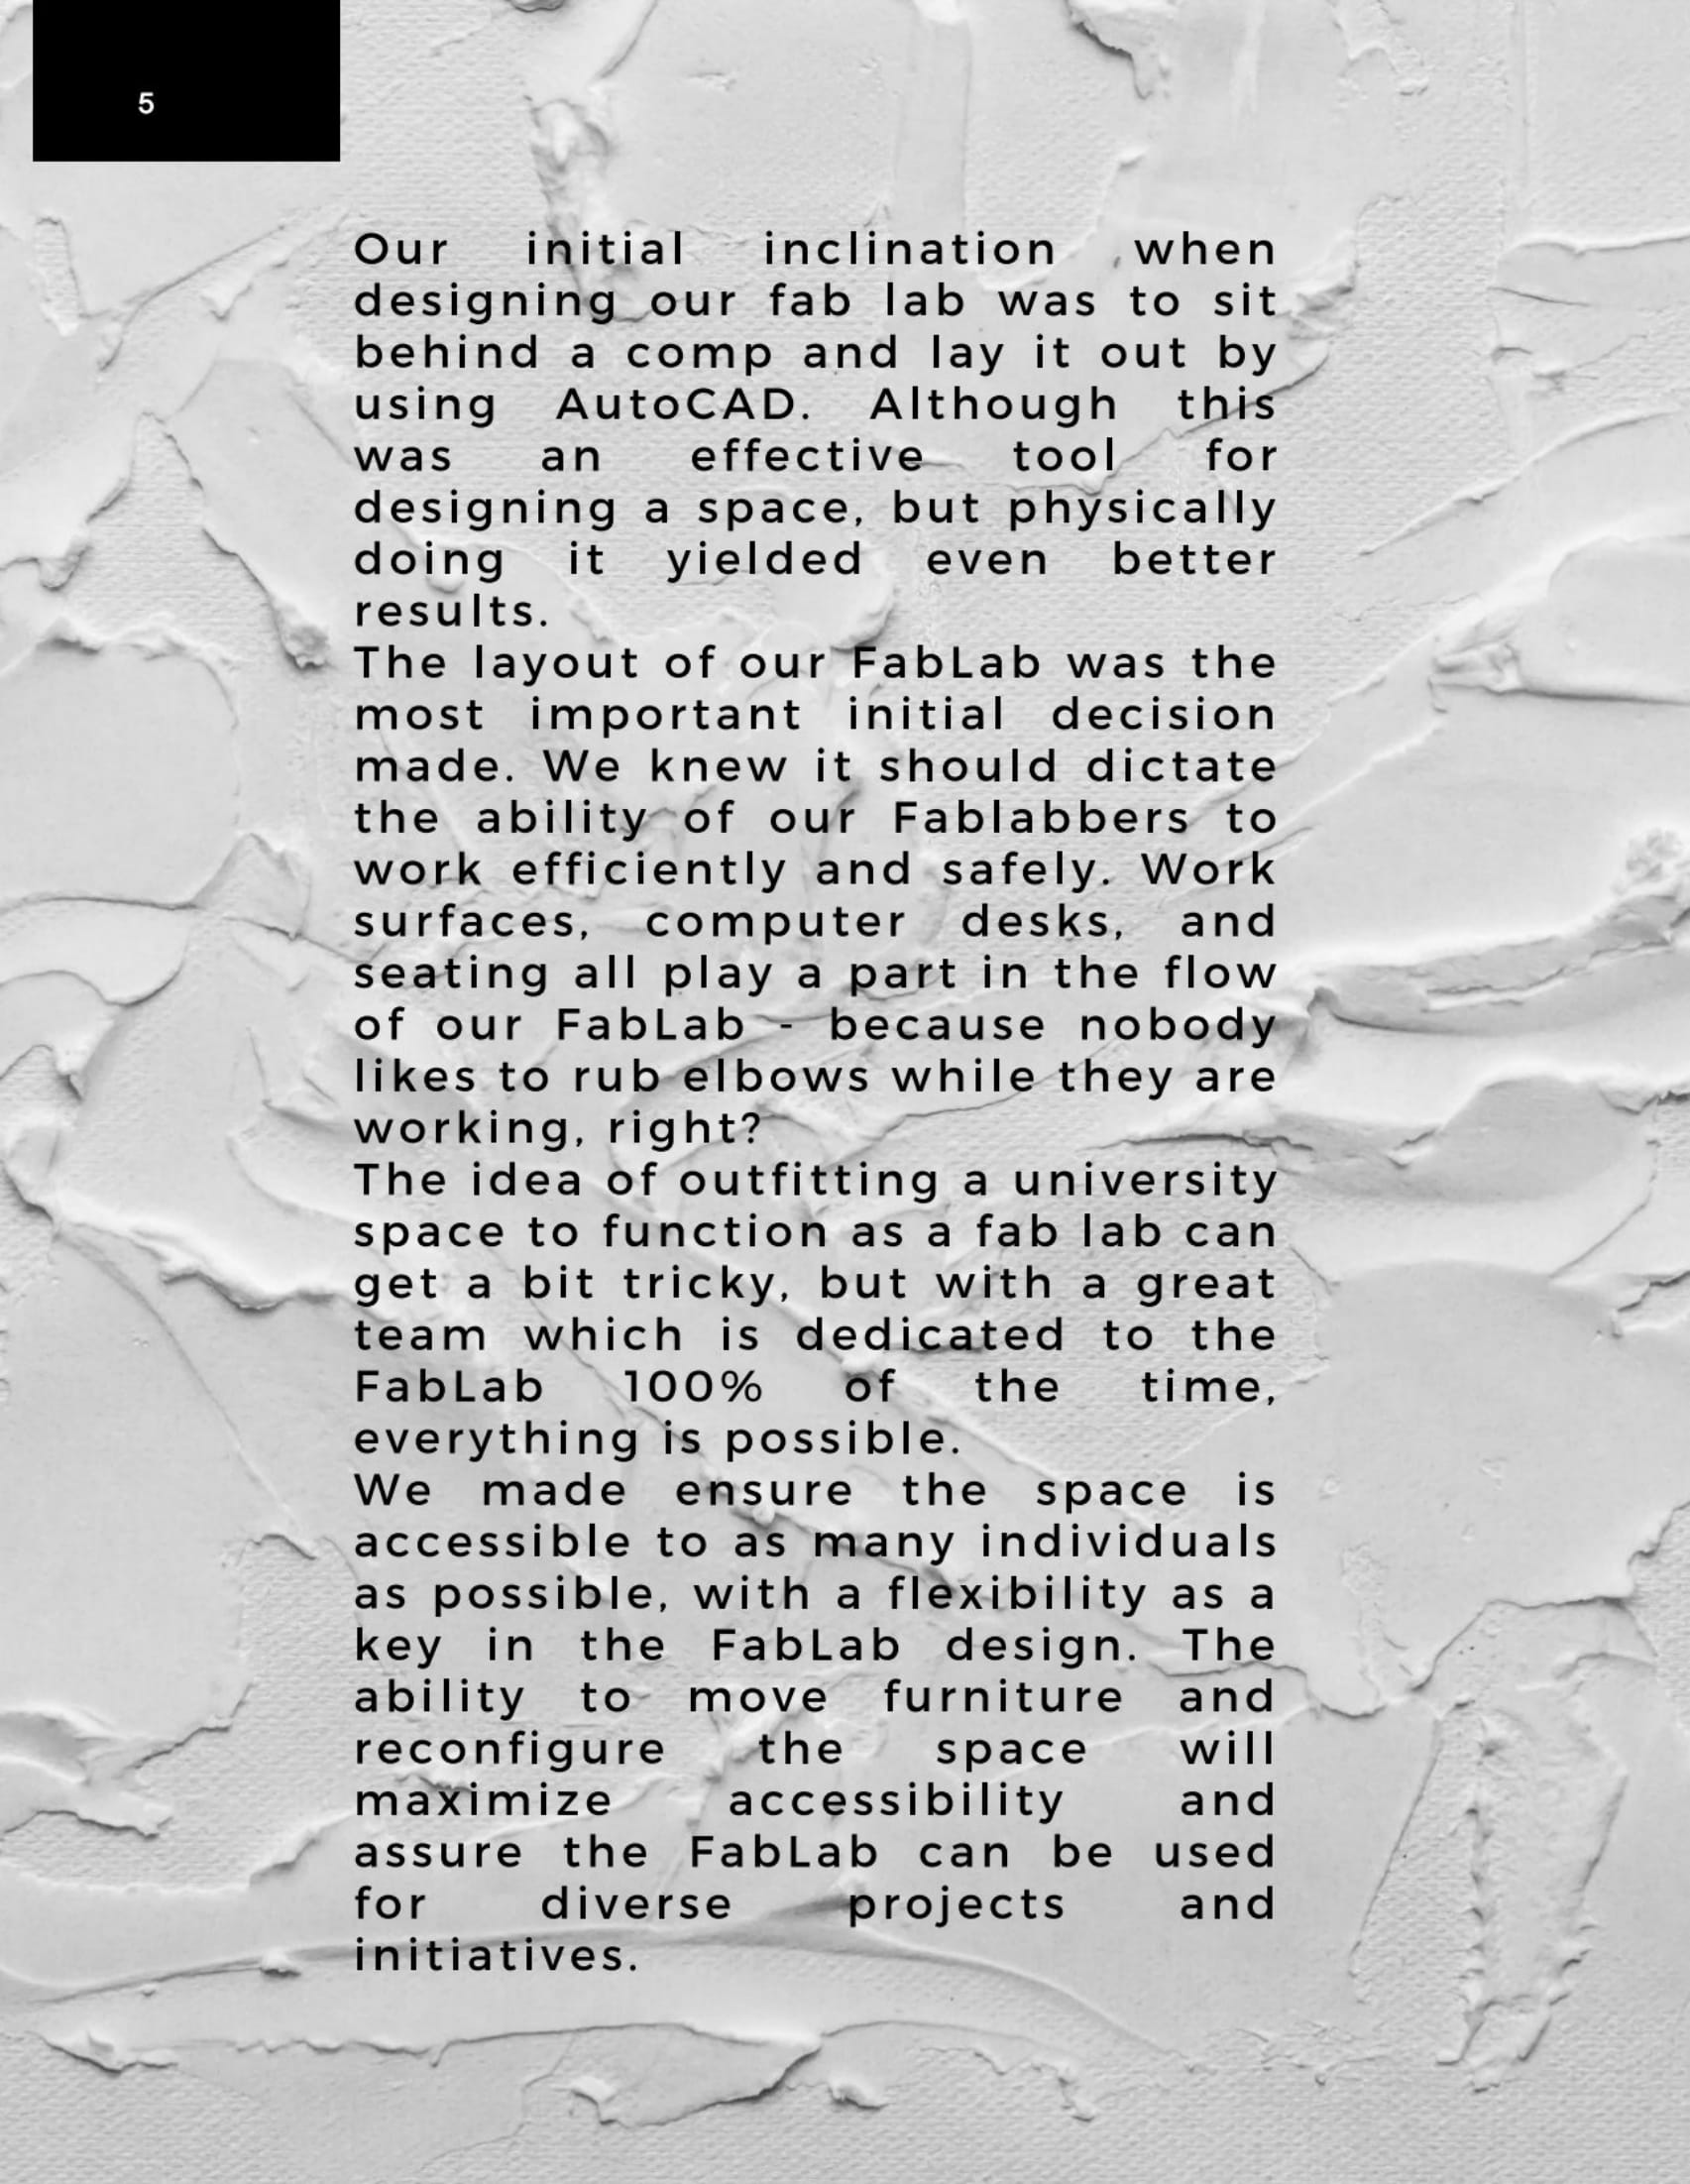 5
Our initial inclination when
designing our fab lab was to sit
behind a comp and lay it out by
using AutoCAD. Although this
was an effective tool for
designing a space, but physically
doing it yielded even better
results.
The layout of our FabLab was the
most important initial decision
made. We knew it should dictate
the ability of our Fablabbers to
work efficiently and safely. Work
surfaces, computer desks, and
seating all play a part in the flow
of our FabLab - because nobody
likes to rub elbows while they are
working, right?
The idea of outfitting a university
space to function as a fab lab can
get a bit tricky, but with a great
team which is dedicated to the
FabLab 100% of the time,
everything is possible.
We made ensure the space is
accessible to as many individuals
as possible, with a flexibility as a
key in the FabLab design. The
ability to move furniture and
reconfigure the space will
maximize accessibility and
assure the FabLab can be used
for diverse projects and
initiatives.